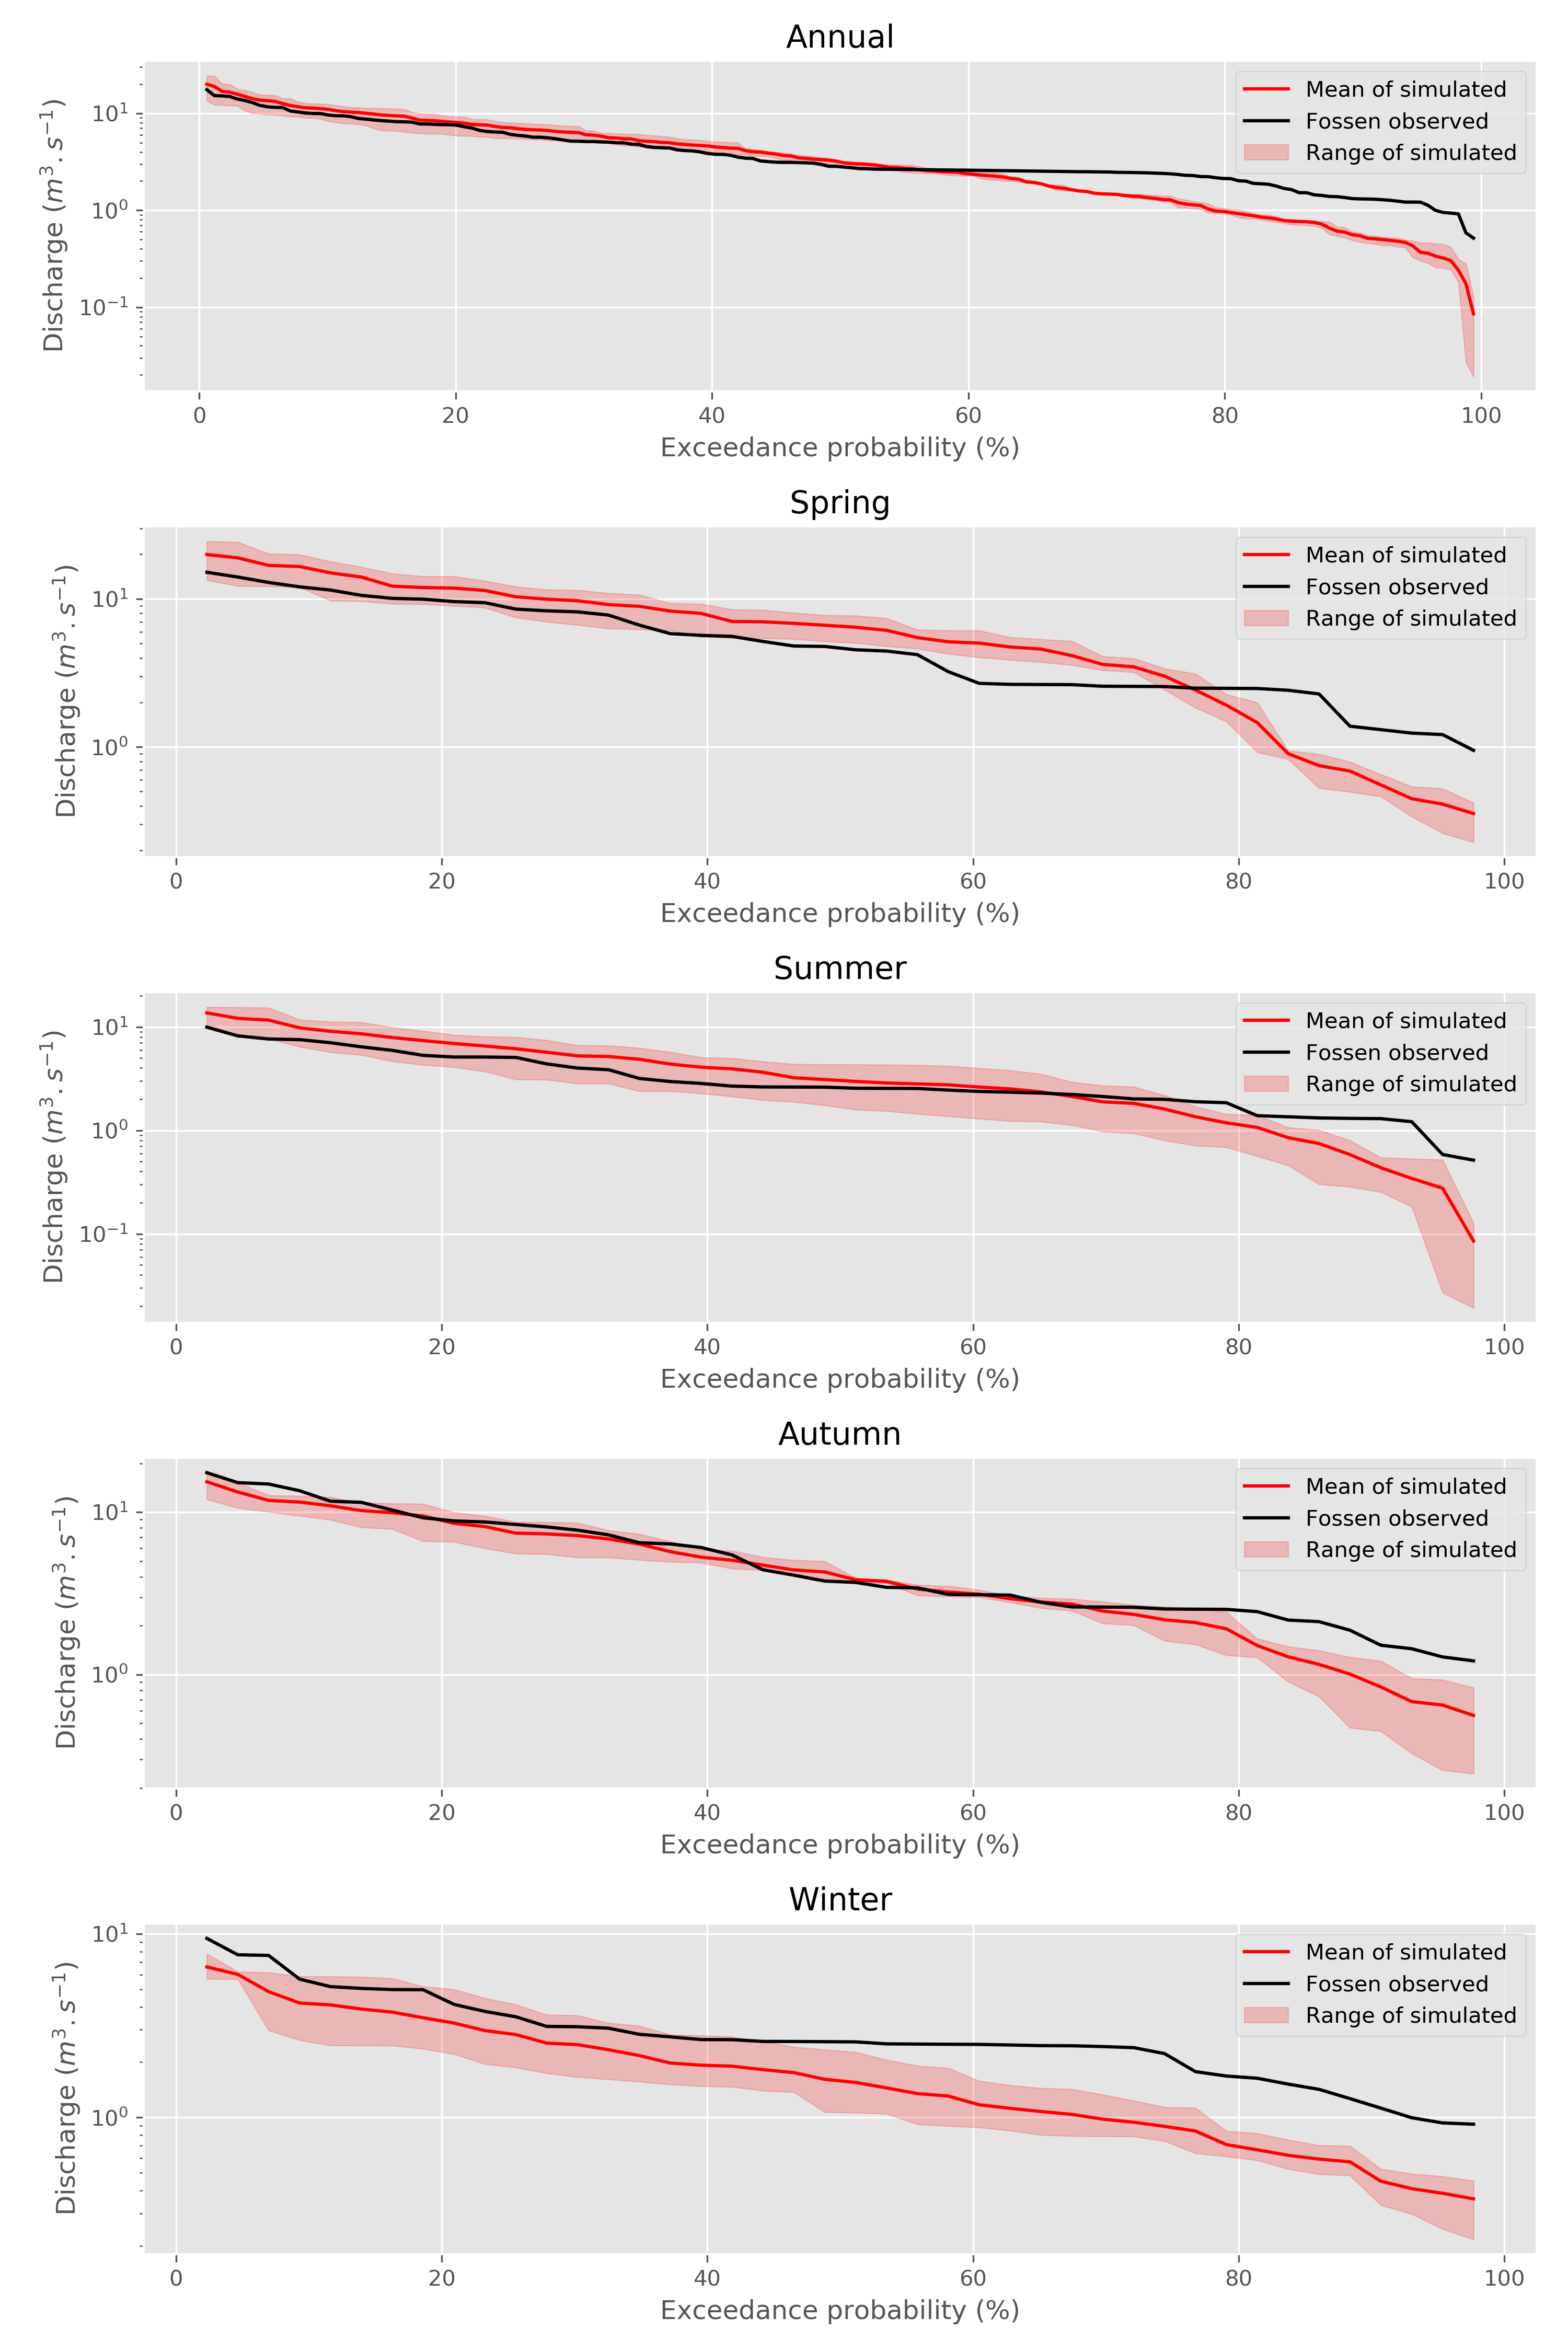 Annual
Discharge (m³.s⁻¹)
10¹
10⁰
10⁻¹
Mean of simulated
Fossen observed
Range of simulated
0 20 40 60 80 100
Exceedance probability (%)
Spring
Discharge (m³.s⁻¹)
10¹
10⁰
Mean of simulated
Fossen observed
Range of simulated
0 20 40 60 80 100
Exceedance probability (%)
Summer
Discharge (m³.s⁻¹)
10¹
10⁰
10⁻¹
Mean of simulated
Fossen observed
Range of simulated
0 20 40 60 80 100
Exceedance probability (%)
Autumn
Discharge (m³.s⁻¹)
10¹
10⁰
Mean of simulated
Fossen observed
Range of simulated
0 20 40 60 80 100
Exceedance probability (%)
Winter
Discharge (m³.s⁻¹)
10¹
10⁰
Mean of simulated
Fossen observed
Range of simulated
0 20 40 60 80 100
Exceedance probability (%)